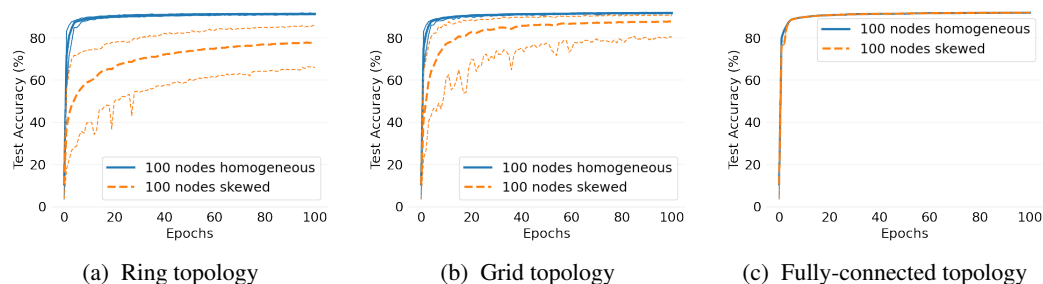 Test Accuracy (%)
80
60
40
20
0
100 nodes homogeneous
100 nodes skewed
0 20 40 60 80 100
Epochs
(a) Ring topology
Test Accuracy (%)
80
60
40
20
0
100 nodes homogeneous
100 nodes skewed
0 20 40 60 80 100
Epochs
(b) Grid topology
Test Accuracy (%)
80
60
40
20
0
100 nodes homogeneous
100 nodes skewed
0 20 40 60 80 100
Epochs
(c) Fully-connected topology